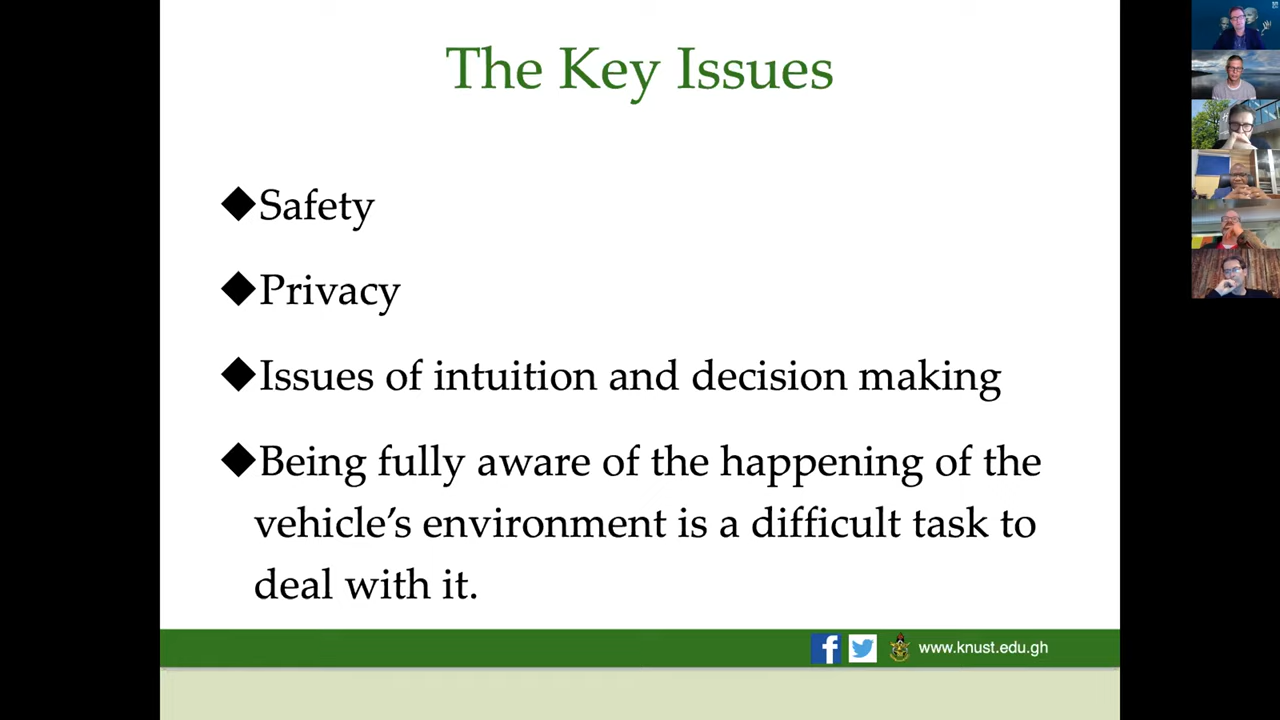 The Key Issues
◆Safety
◆Privacy
◆Issues of intuition and decision making
◆Being fully aware of the happening of the
vehicle’s environment is a difficult task to
deal with it.
www.knust.edu.gh